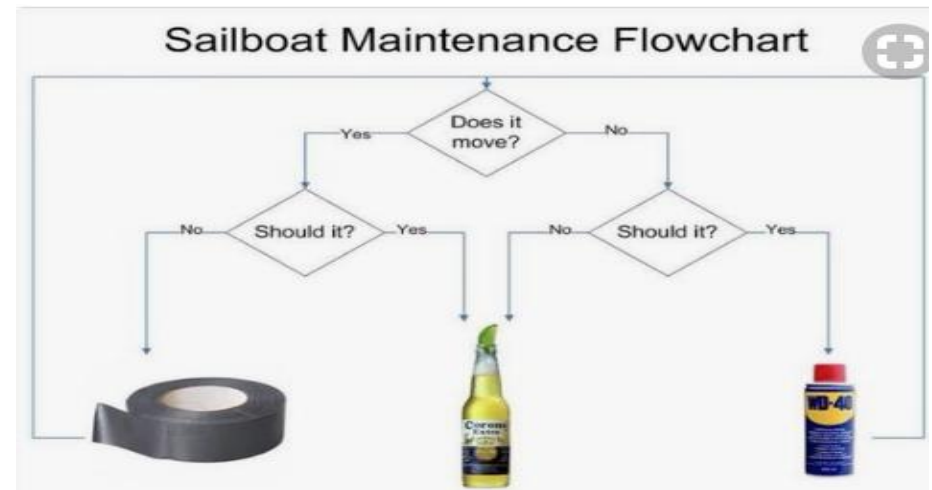 Sailboat Maintenance Flowchart
Does it
move?
Yes
No
No
Should it?
Yes
No
Should it?
Yes
Corona
Extra
WD-40